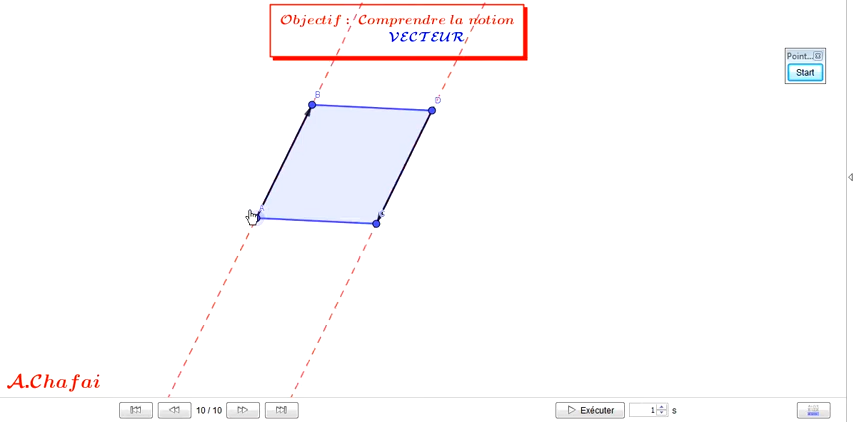 Objectif : Comprendre la notion
VECTEUR
Point...
Start
B
D
A.Chafai
10 / 10
Exécuter
1
s